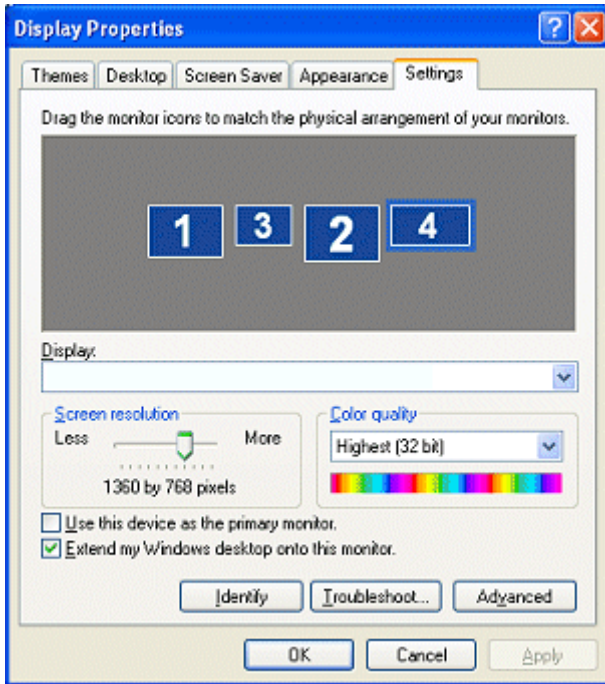 Display Properties
Themes Desktop Screen Saver Appearance Settings
Drag the monitor icons to match the physical arrangement of your monitors.
1 3 2 4
Display:
Screen resolution
Less More
1360 by 768 pixels
Color quality
Highest (32 bit)
Use this device as the primary monitor.
Extend my Windows desktop onto this monitor.
Identify Troubleshoot... Advanced
OK Cancel Apply